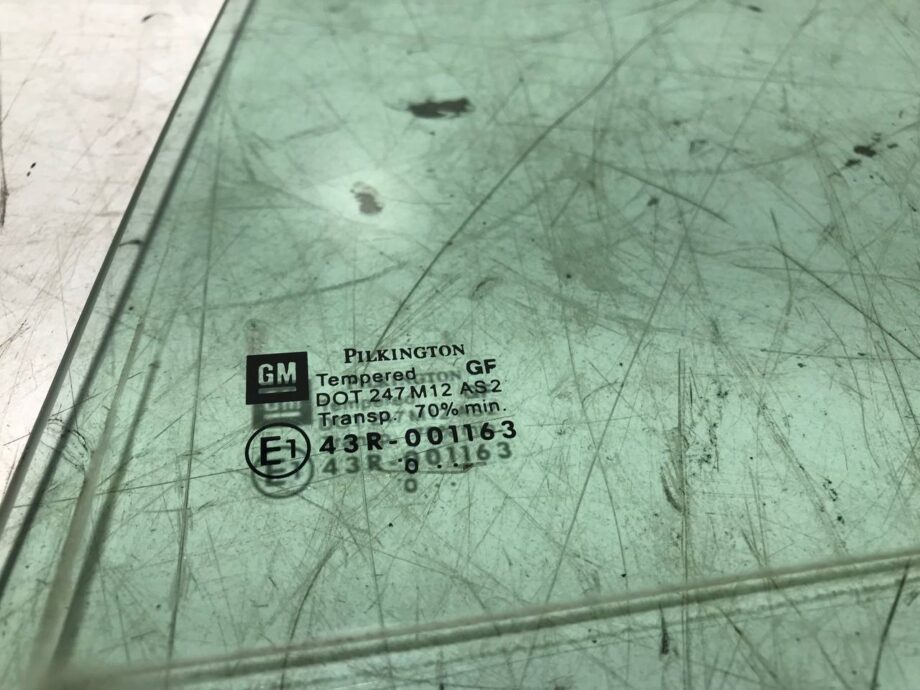 PILKINGTON
GM
Tempered GF
DOT 247 M12 AS2
Transp. 70% min.
E1 43R-001163
0 ..